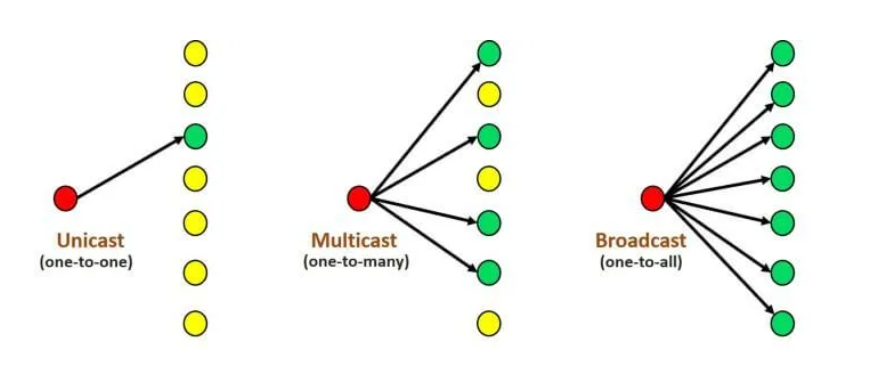 Unicast
(one-to-one)
Multicast
(one-to-many)
Broadcast
(one-to-all)